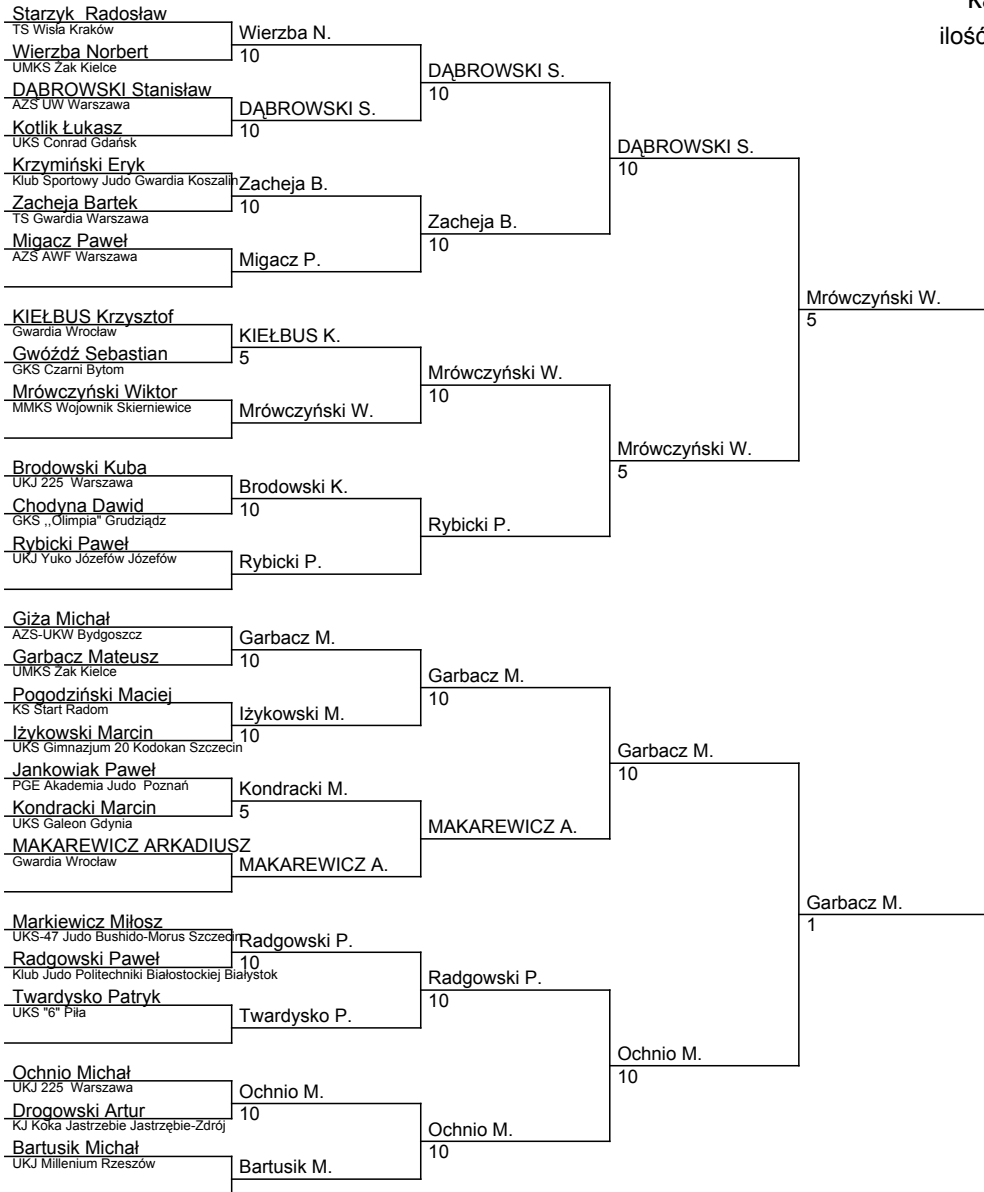 Ka
ilość
Starzyk Radosław
TS Wisła Kraków
Wierzba Norbert
UMKS Żak Kielce
DĄBROWSKI Stanisław
AZS UW Warszawa
Kotlik Łukasz
UKS Conrad Gdańsk
Krzymiński Eryk
Klub Sportowy Judo Gwardia Koszalin
Zacheja Bartek
TS Gwardia Warszawa
Migacz Paweł
AZS AWF Warszawa
KIEŁBUS Krzysztof
Gwardia Wrocław
Gwóźdź Sebastian
GKS Czarni Bytom
Mrówczyński Wiktor
MMKS Wojownik Skierniewice
Brodowski Kuba
UKJ 225 Warszawa
Chodyna Dawid
GKS ,,Olimpia" Grudziądz
Rybicki Paweł
UKJ Yuko Józefów Józefów
Giża Michał
AZS-UKW Bydgoszcz
Garbacz Mateusz
UMKS Żak Kielce
Pogodziński Maciej
KS Start Radom
Iżykowski Marcin
UKS Gimnazjum 20 Kodokan Szczecin
Jankowiak Paweł
PGE Akademia Judo Poznań
Kondracki Marcin
UKS Galeon Gdynia
MAKAREWICZ ARKADIUSZ
Gwardia Wrocław
Markiewicz Miłosz
UKS-47 Judo Bushido-Morus Szczecin
Radgowski Paweł
Klub Judo Politechniki Białostockiej Białystok
Twardysko Patryk
UKS "6" Piła
Ochnio Michał
UKJ 225 Warszawa
Drogowski Artur
KJ Koka Jastrzebie Jastrzębie-Zdrój
Bartusik Michał
UKJ Millenium Rzeszów
Wierzba N.
10
DĄBROWSKI S.
10
Zacheja B.
10
Migacz P.
KIEŁBUS K.
5
Mrówczyński W.
Brodowski K.
10
Rybicki P.
Garbacz M.
10
Iżykowski M.
10
Kondracki M.
5
MAKAREWICZ A.
Radgowski P.
10
Twardysko P.
Ochnio M.
10
Bartusik M.
DĄBROWSKI S.
10
Zacheja B.
10
Mrówczyński W.
10
Rybicki P.
Garbacz M.
10
MAKAREWICZ A.
Radgowski P.
10
Ochnio M.
10
DĄBROWSKI S.
10
Mrówczyński W.
5
Garbacz M.
10
Ochnio M.
10
Mrówczyński W.
5
Garbacz M.
1